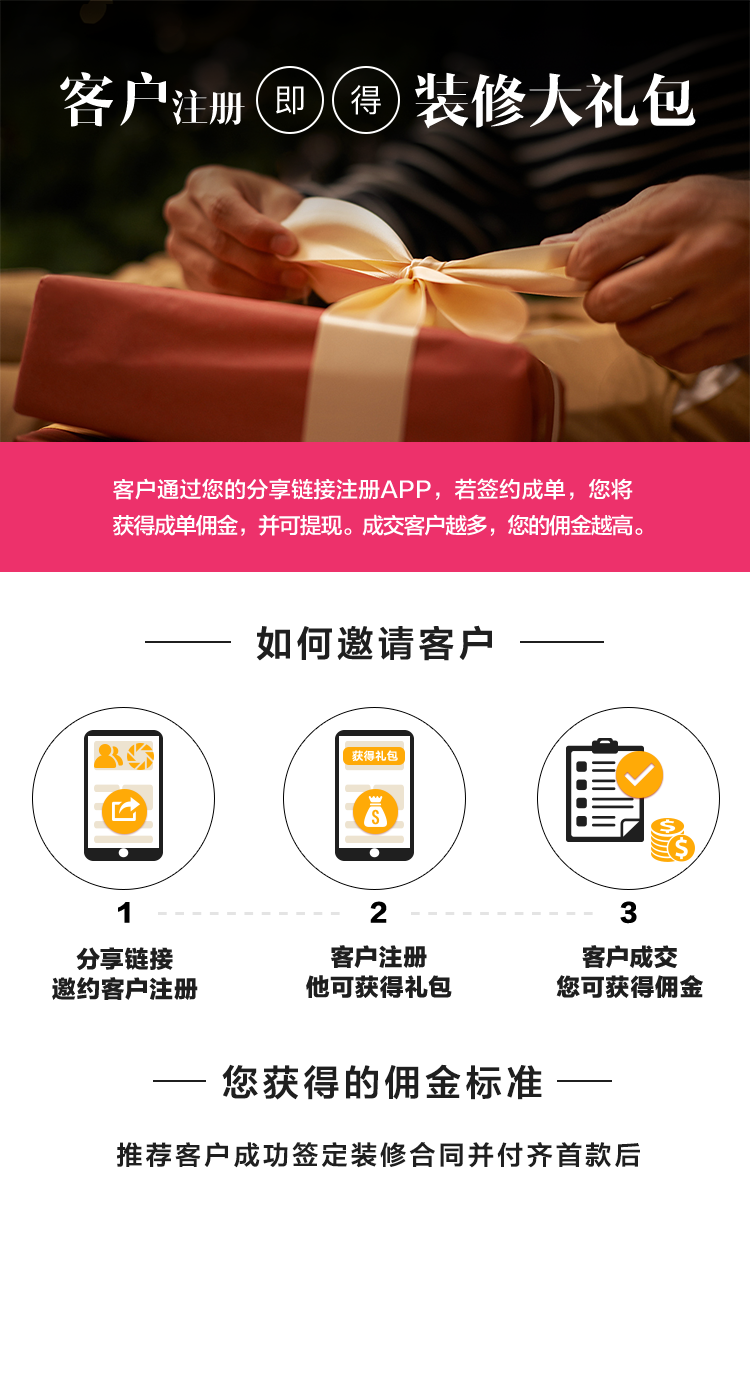 客户注册即得装修大礼包
客户通过您的分享链接注册APP，若签约成单，您将
获得成单佣金，并可提现。成交客户越多，您的佣金越高。
如何邀请客户
获得礼包
$
$
$
1
2
3
分享链接
邀约客户注册
客户注册
他可获得礼包
客户成交
您可获得佣金
您获得的佣金标准
推荐客户成功签定装修合同并付齐首款后